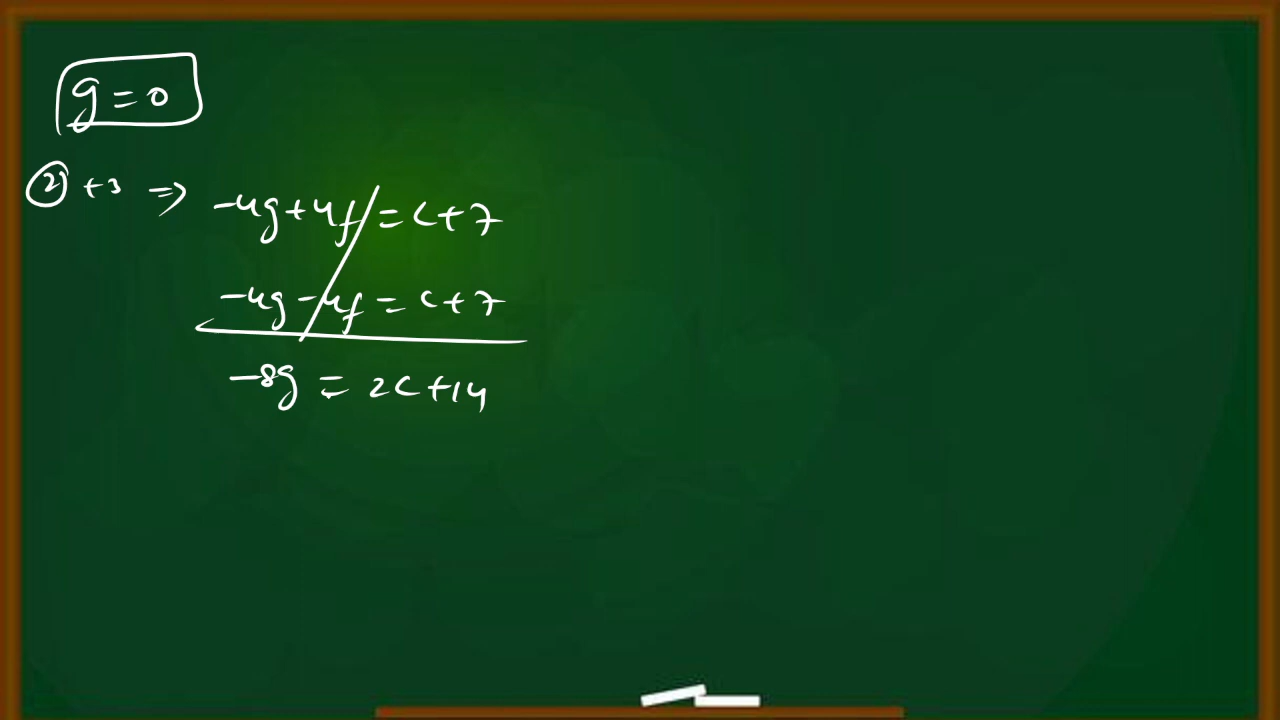 g = 0
② + 3 ⇒ -4g + 4f = c + 7
-4g - 4f = c + 7
-8g = 2c + 14